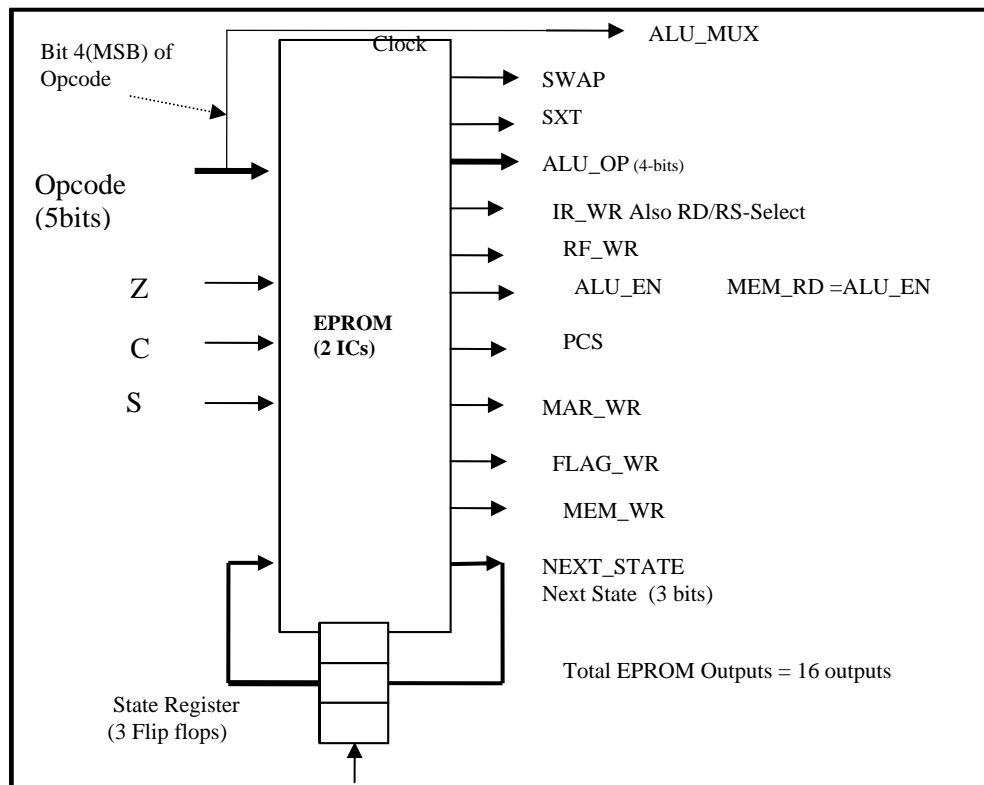 Clock
ALU_MUX
Bit 4(MSB) of
Opcode
SWAP
SXT
ALU_OP (4-bits)
Opcode
(5bits)
IR_WR Also RD/RS-Select
RF_WR
Z
ALU_EN MEM_RD =ALU_EN
EPROM
(2 ICs)
C
PCS
S
MAR_WR
FLAG_WR
MEM_WR
NEXT_STATE
Next State (3 bits)
Total EPROM Outputs = 16 outputs
State Register
(3 Flip flops)